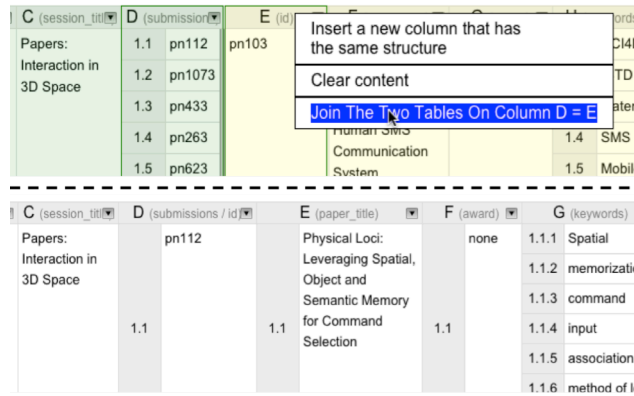 C (session_titl D (submission E (id)
Insert a new column that has
the same structure
Clear content
Join The Two Tables On Column D = E
Papers:
Interaction in
3D Space
1.1 pn112 pn103
1.2 pn1073
1.3 pn433
1.4 pn263
1.5 pn623
Human SMS
Communication
System
1.4 SMS
1.5 Mobil
C (session_titl D (submissions / id) E (paper_title) F (award) G (keywords)
Papers:
Interaction in
3D Space
1.1 pn112
1.1 Physical Loci:
Leveraging Spatial,
Object and
Semantic Memory
for Command
Selection
1.1 none
1.1.1 Spatial
1.1.2 memorizati
1.1.3 command
1.1.4 input
1.1.5 association
1.1.6 method of